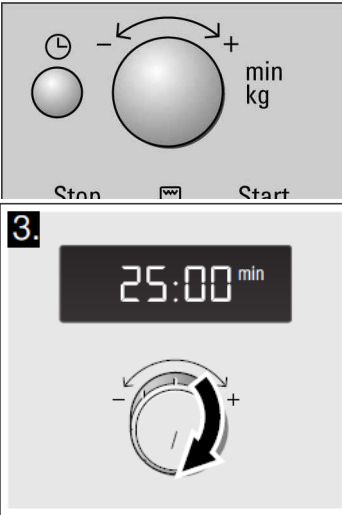 - +
min
kg
Stop Start
3.
25:00 min
- +